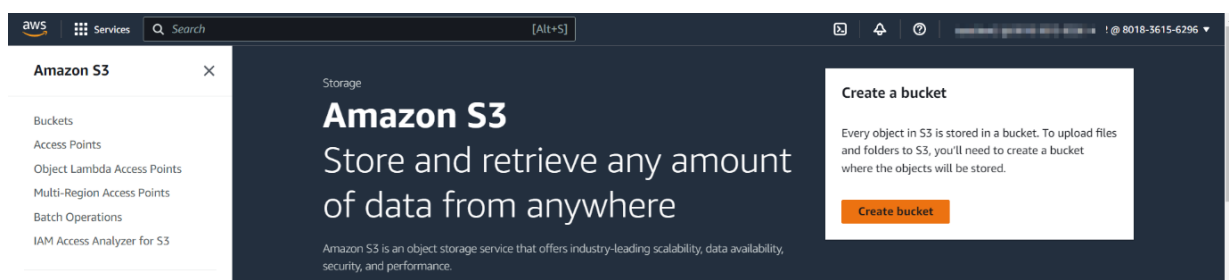 aws
Services
Search
[Alt+S]
@ 8018-3615-6296
Amazon S3
Buckets
Access Points
Object Lambda Access Points
Multi-Region Access Points
Batch Operations
IAM Access Analyzer for S3
Storage
Amazon S3
Store and retrieve any amount
of data from anywhere
Amazon S3 is an object storage service that offers industry-leading scalability, data availability,
security, and performance.
Create a bucket
Every object in S3 is stored in a bucket. To upload files
and folders to S3, you'll need to create a bucket
where the objects will be stored.
Create bucket